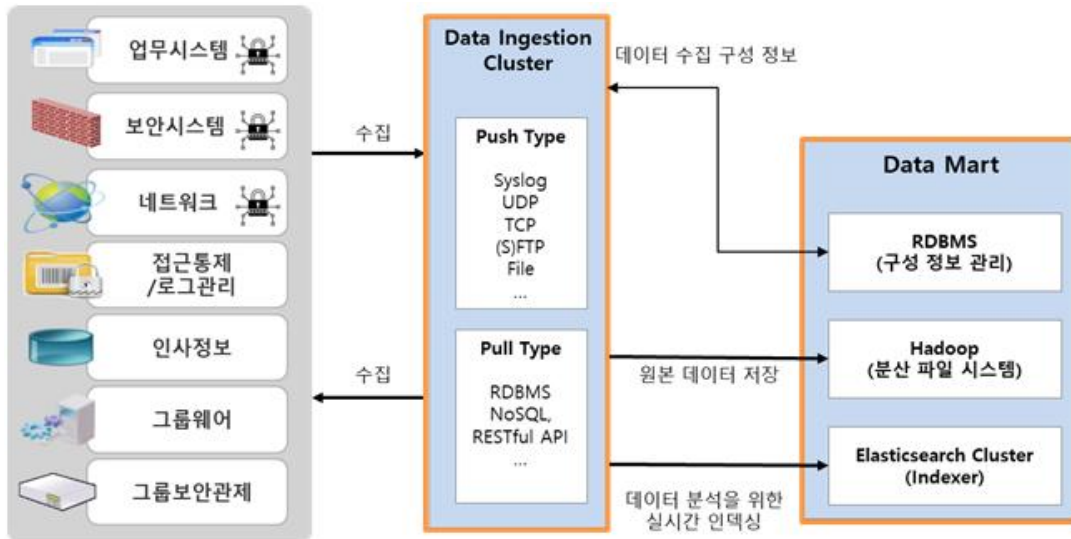 업무시스템
보안시스템
네트워크
접근통제
/로그관리
인사정보
그룹웨어
그룹보안관제
수집
수집
Data Ingestion
Cluster
Push Type
Syslog
UDP
TCP
(S)FTP
File
...
Pull Type
RDBMS
NoSQL,
RESTful API
...
데이터 수집 구성 정보
원본 데이터 저장
데이터 분석을 위한
실시간 인덱싱
Data Mart
RDBMS
(구성 정보 관리)
Hadoop
(분산 파일 시스템)
Elasticsearch Cluster
(Indexer)